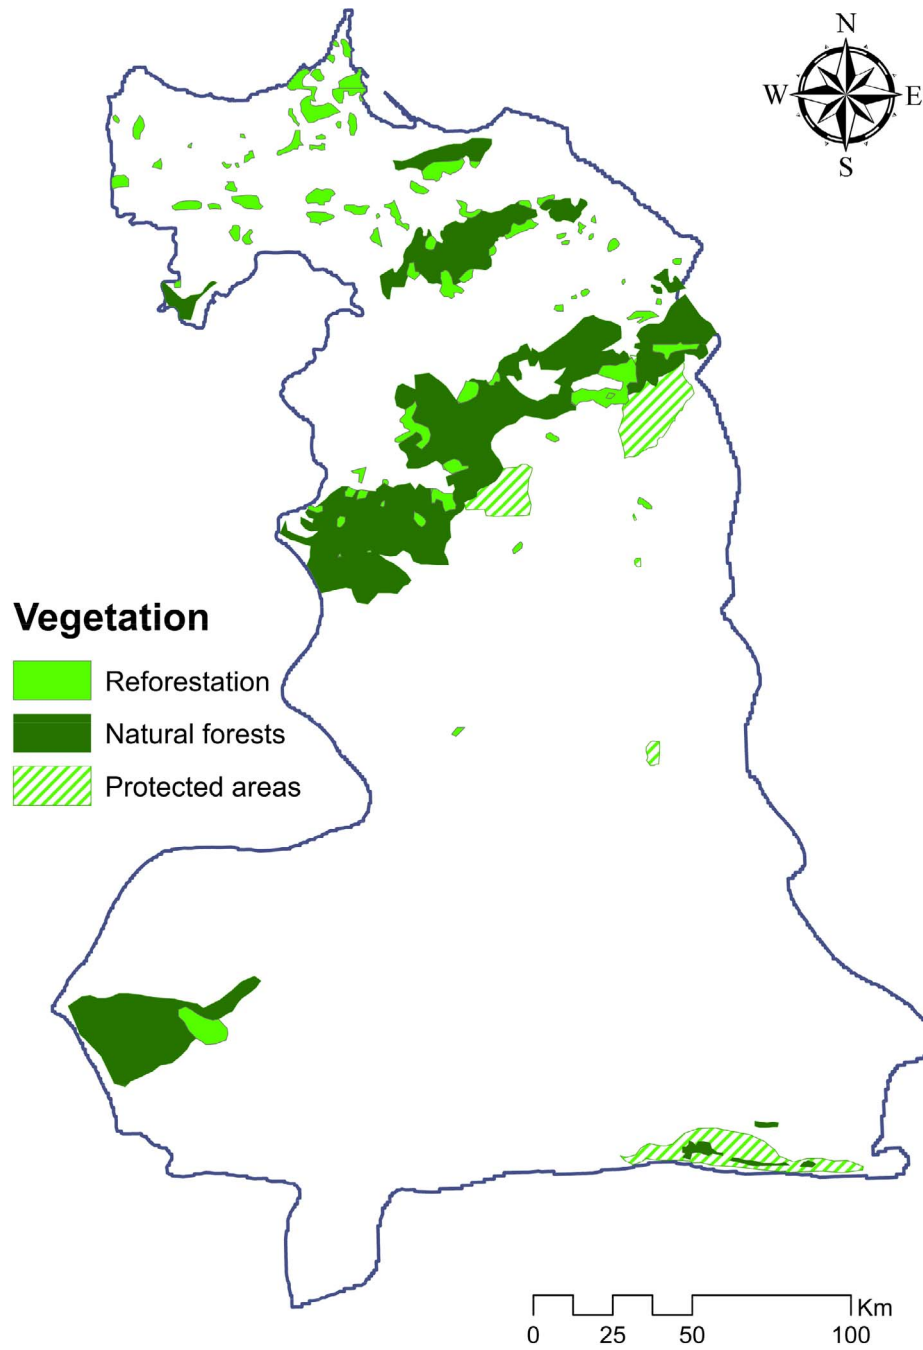 N
W E
S
Vegetation
Reforestation
Natural forests
Protected areas
Km
0 25 50 100